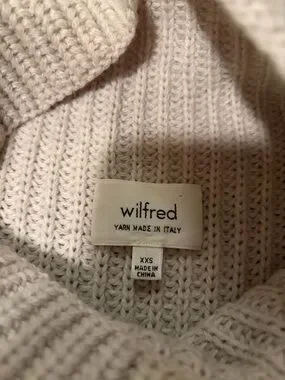 wilfred
YARN MADE IN ITALY
XXS
MADE IN
CHINA